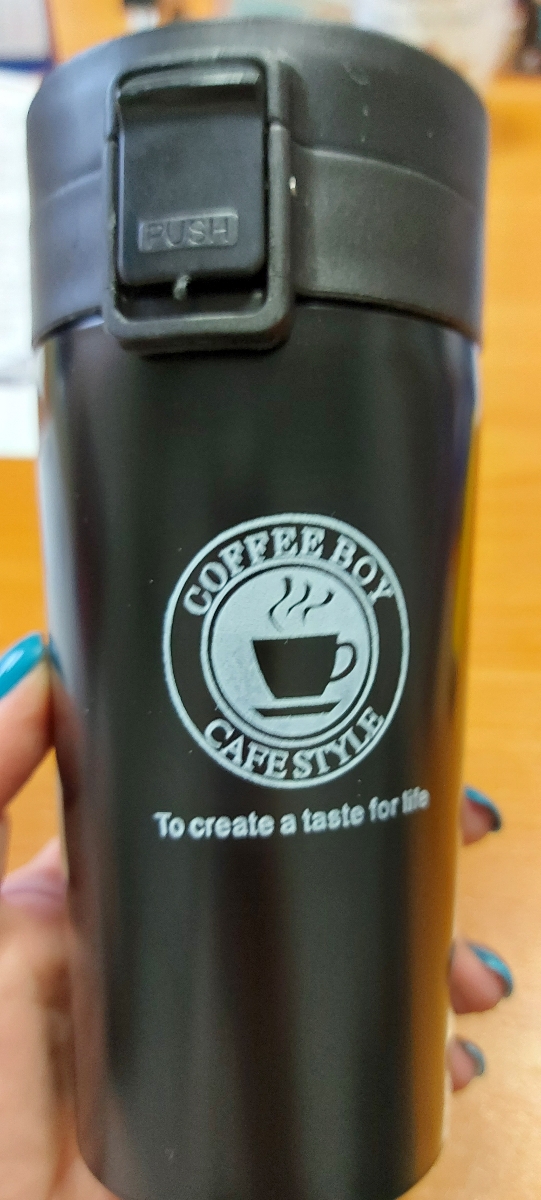 PUSH
COFFEE BOY
CAFE STYLE
To create a taste for life